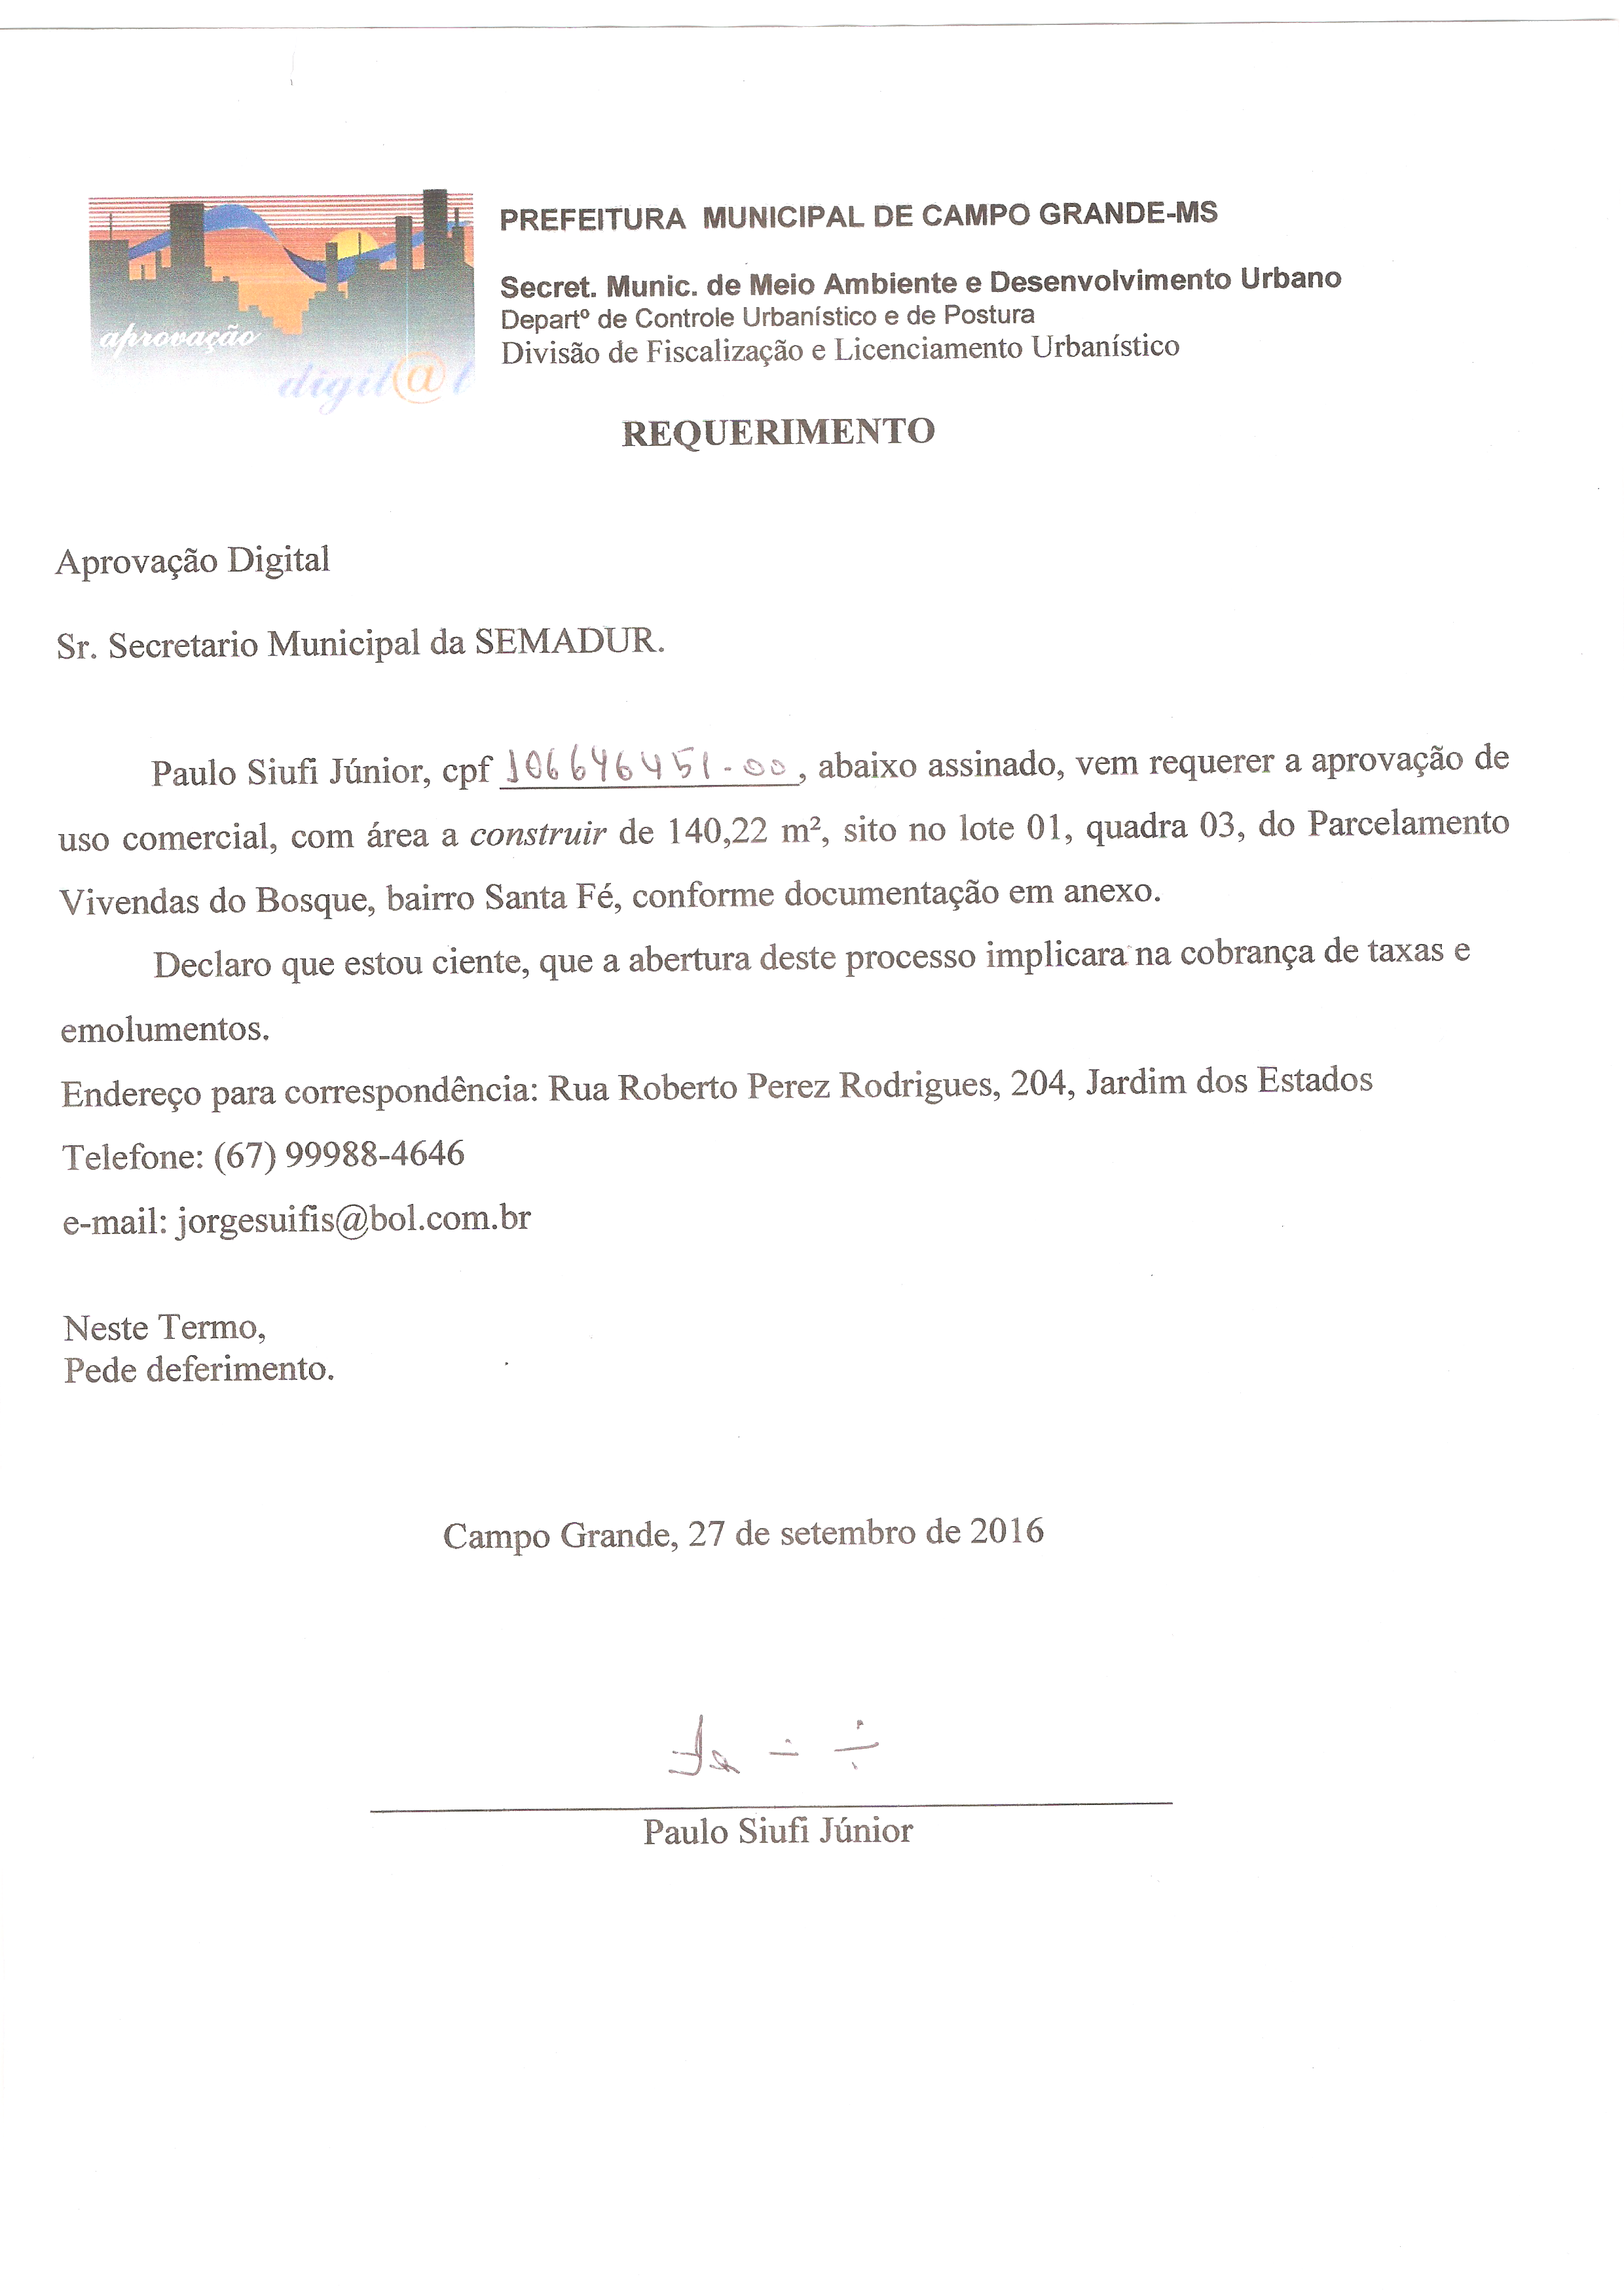 PREFEITURA MUNICIPAL DE CAMPO GRANDE-MS
Secret. Munic. de Meio Ambiente e Desenvolvimento Urbano
Departº de Controle Urbanístico e de Postura
Divisão de Fiscalização e Licenciamento Urbanístico
aprovação
digit@l
REQUERIMENTO
Aprovação Digital
Sr. Secretario Municipal da SEMADUR.
Paulo Siufi Júnior, cpf 106646451-00, abaixo assinado, vem requerer a aprovação de
uso comercial, com área a construir de 140,22 m², sito no lote 01, quadra 03, do Parcelamento
Vivendas do Bosque, bairro Santa Fé, conforme documentação em anexo.
Declaro que estou ciente, que a abertura deste processo implicara na cobrança de taxas e
emolumentos.
Endereço para correspondência: Rua Roberto Perez Rodrigues, 204, Jardim dos Estados
Telefone: (67) 99988-4646
e-mail: jorgesuifis@bol.com.br
Neste Termo,
Pede deferimento.
Campo Grande, 27 de setembro de 2016
Paulo Siufi Júnior